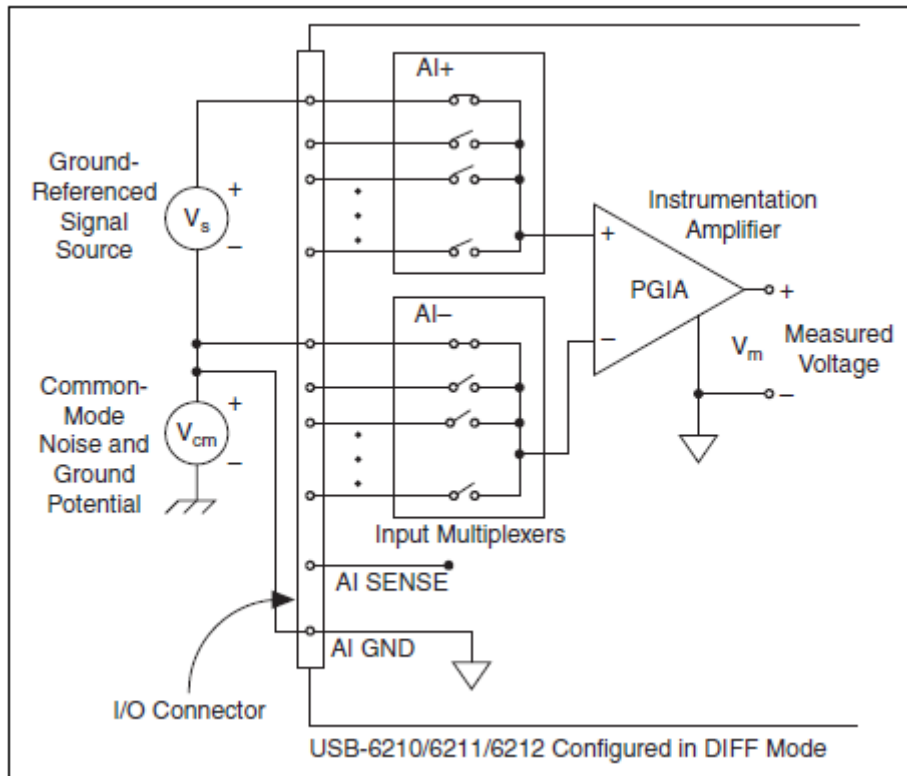 AI+
Ground-
Referenced
Signal
Source
+
Vs
−
Instrumentation
Amplifier
+
PGIA
−
+
Vm
−
Measured
Voltage
AI−
Common-
Mode
Noise and
Ground
Potential
+
Vcm
−
Input Multiplexers
AI SENSE
AI GND
I/O Connector
USB-6210/6211/6212 Configured in DIFF Mode